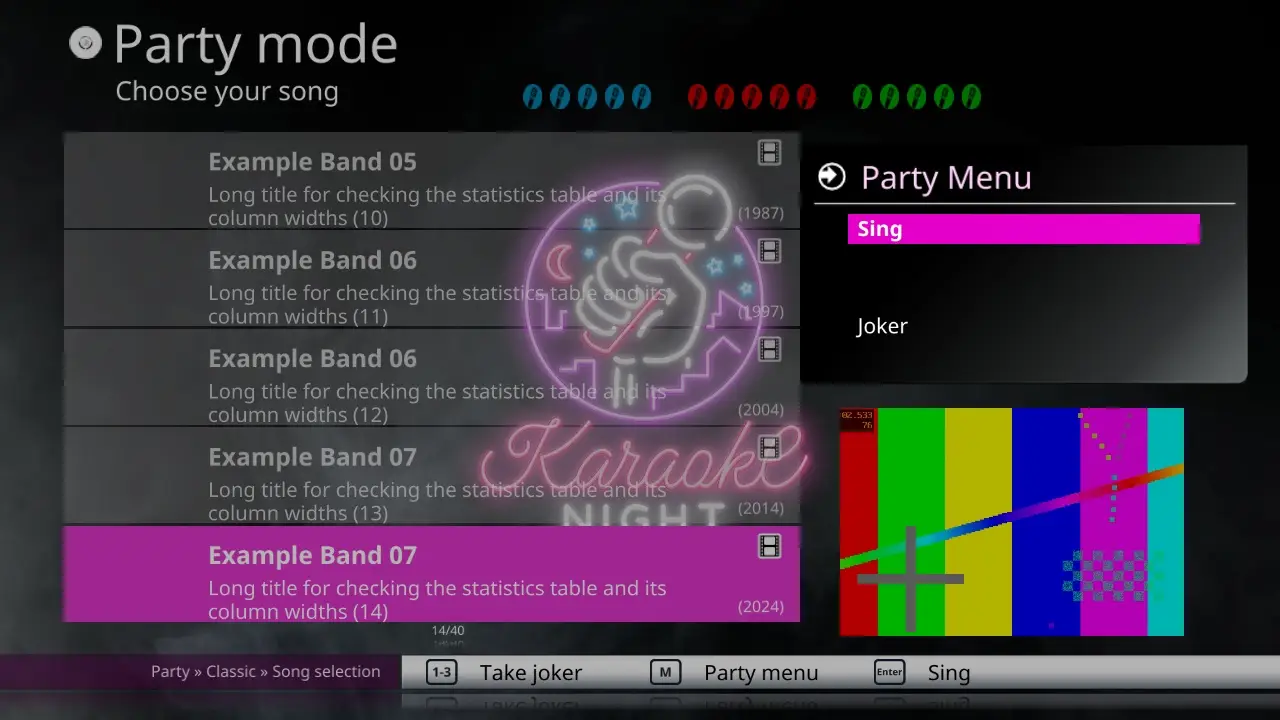 Party mode
Choose your song
Example Band 05
Long title for checking the statistics table and its
column widths (10)
(1987)
Example Band 06
Long title for checking the statistics table and its
column widths (11)
(1997)
Example Band 06
Long title for checking the statistics table and its
column widths (12)
(2004)
Example Band 07
Long title for checking the statistics table and its
column widths (13)
(2014)
Example Band 07
Long title for checking the statistics table and its
column widths (14)
(2024)
14/40
Karaoke
NIGHT
Party Menu
Sing
Joker
02.533
76
Party » Classic » Song selection
1-3 Take joker
M Party menu
Enter Sing